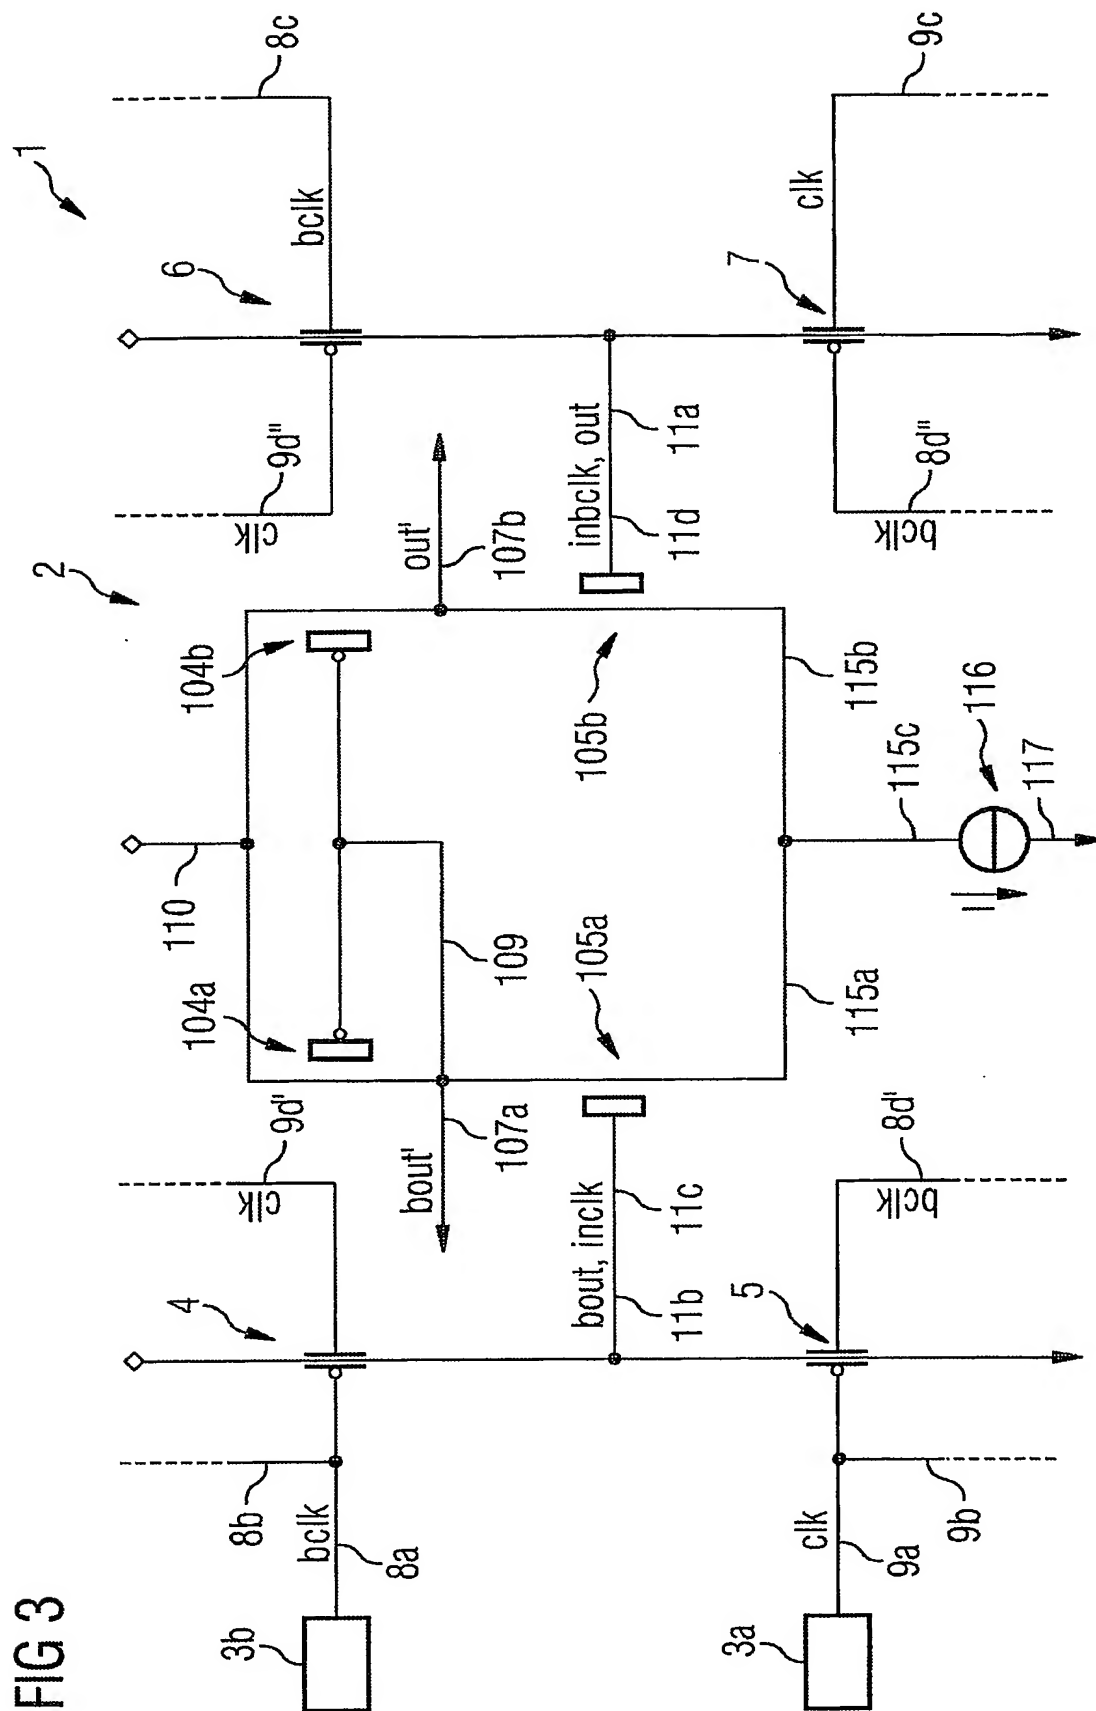 FIG 3
2
1
3b
8b
4
9d'
104a
110
104b
6
8c
clk
clk
9d"
bclk
bclk
8a
bout'
out'
107a
109
107b
bout, inclk
105a
105b
inbclk, out
11b
11c
11d
11a
3a
5
7
clk
clk
9a
115a
115b
8d'
115c
8d"
9c
bclk
bclk
9b
I
116
117